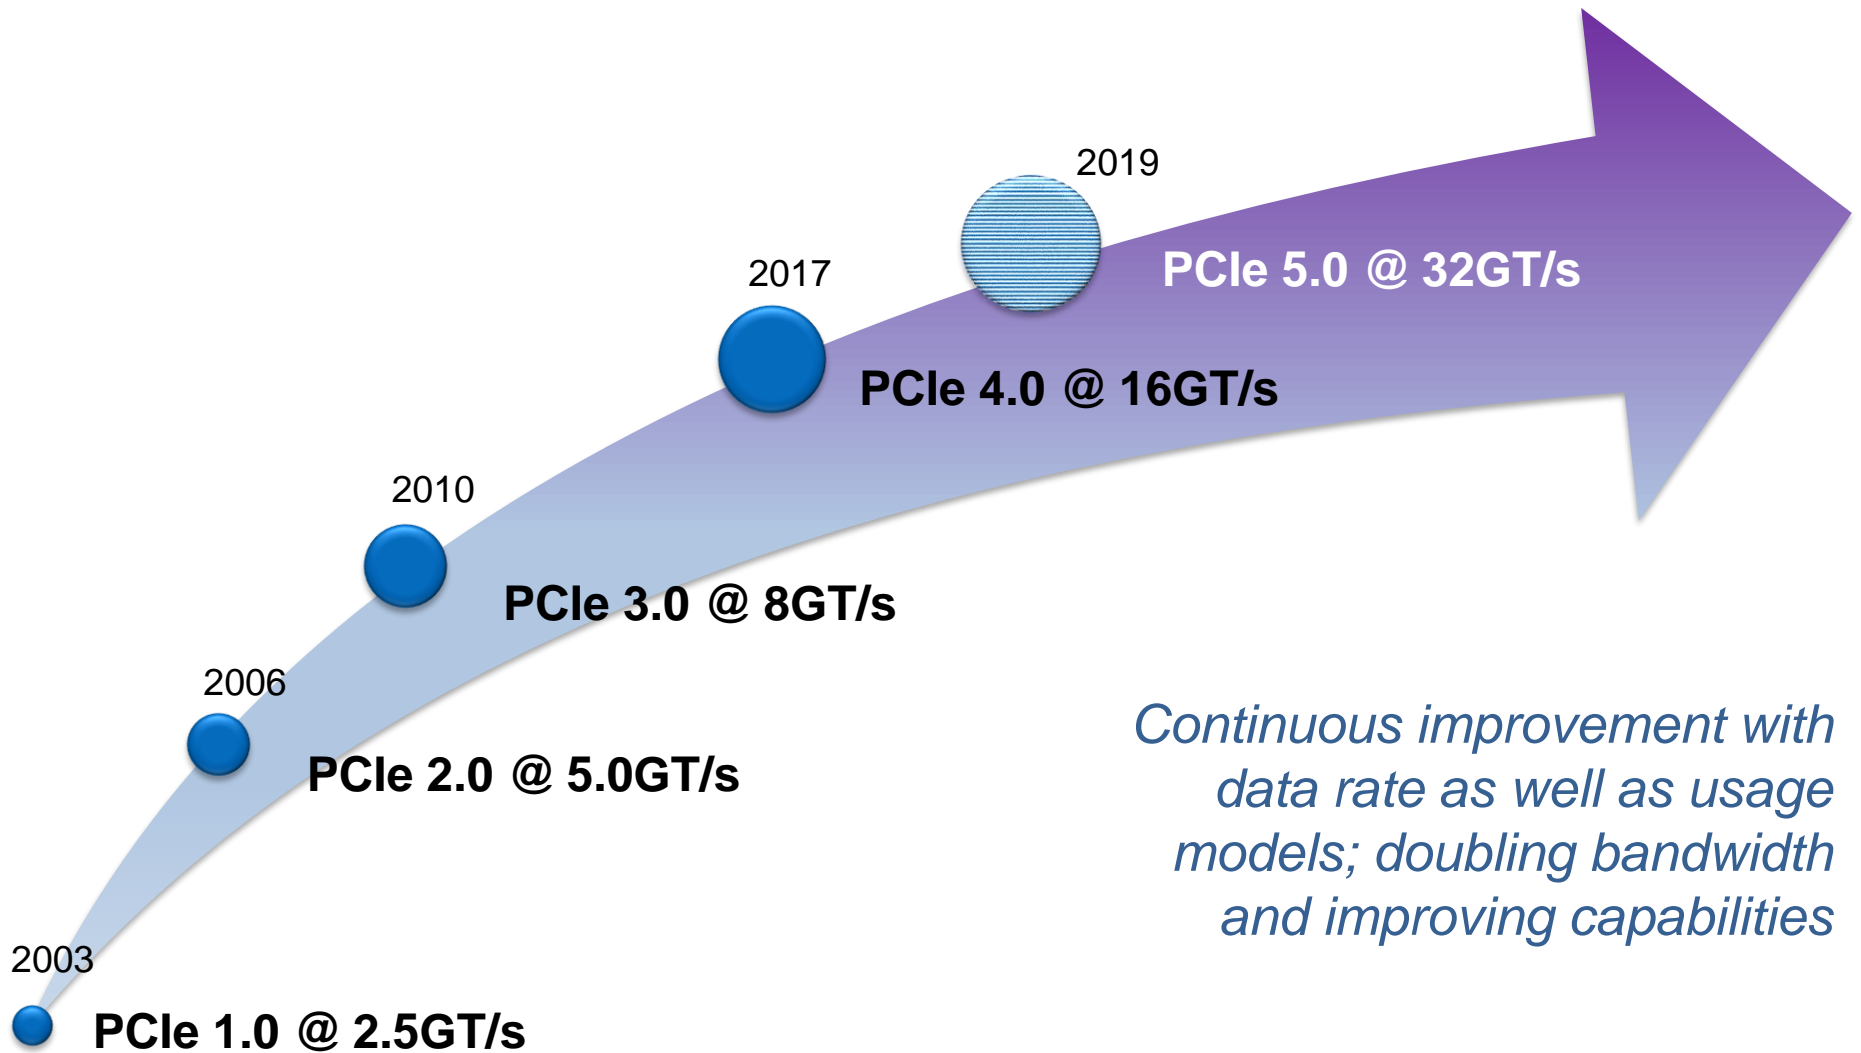 2019
PCIe 5.0 @ 32GT/s
2017
PCIe 4.0 @ 16GT/s
2010
PCIe 3.0 @ 8GT/s
2006
PCIe 2.0 @ 5.0GT/s
Continuous improvement with
data rate as well as usage
models; doubling bandwidth
and improving capabilities
2003
PCIe 1.0 @ 2.5GT/s